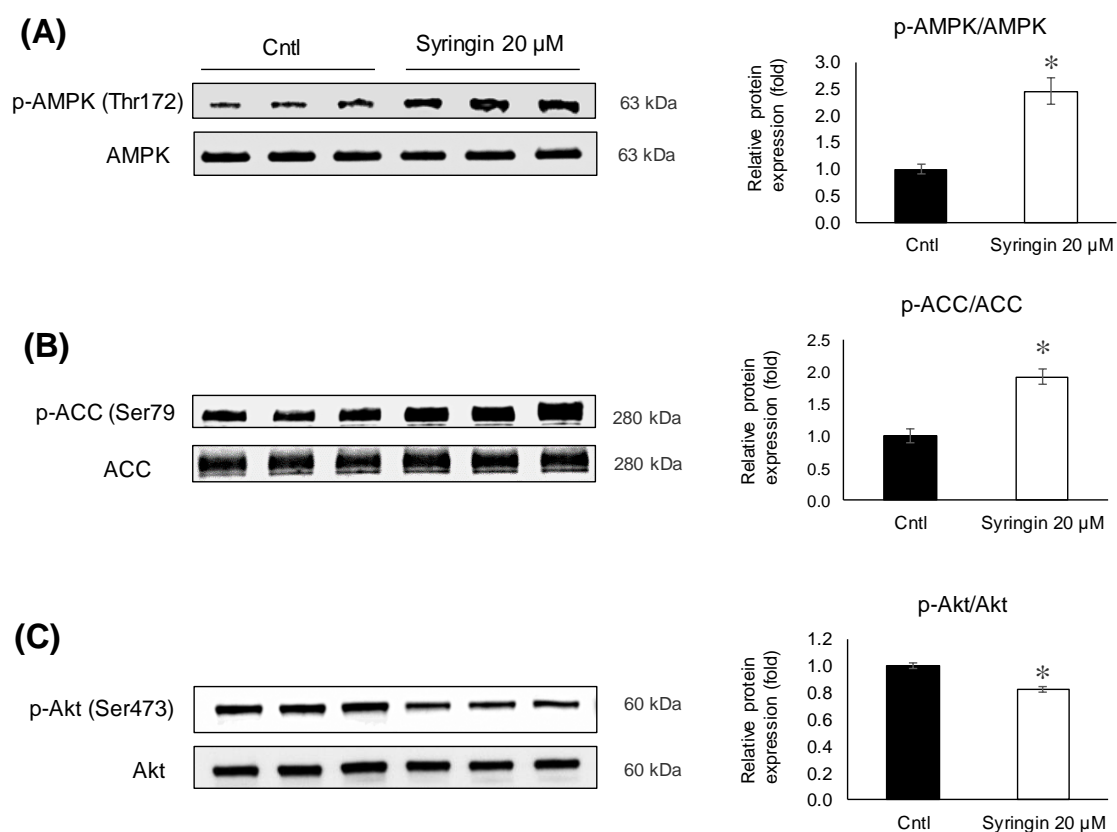 (A)
Cntl
Syringin 20 µM
p-AMPK (Thr172)
63 kDa
AMPK
63 kDa
p-AMPK/AMPK
Relative protein
expression (fold)
3.0
2.5
2.0
1.5
1.0
0.5
0.0
*
Cntl
Syringin 20 µM
(B)
p-ACC (Ser79
280 kDa
ACC
280 kDa
p-ACC/ACC
Relative protein
expression (fold)
2.5
2.0
1.5
1.0
0.5
0.0
*
Cntl
Syringin 20 µM
(C)
p-Akt (Ser473)
60 kDa
Akt
60 kDa
p-Akt/Akt
Relative protein
expression (fold)
1.2
1.0
0.8
0.6
0.4
0.2
0.0
*
Cntl
Syringin 20 µM